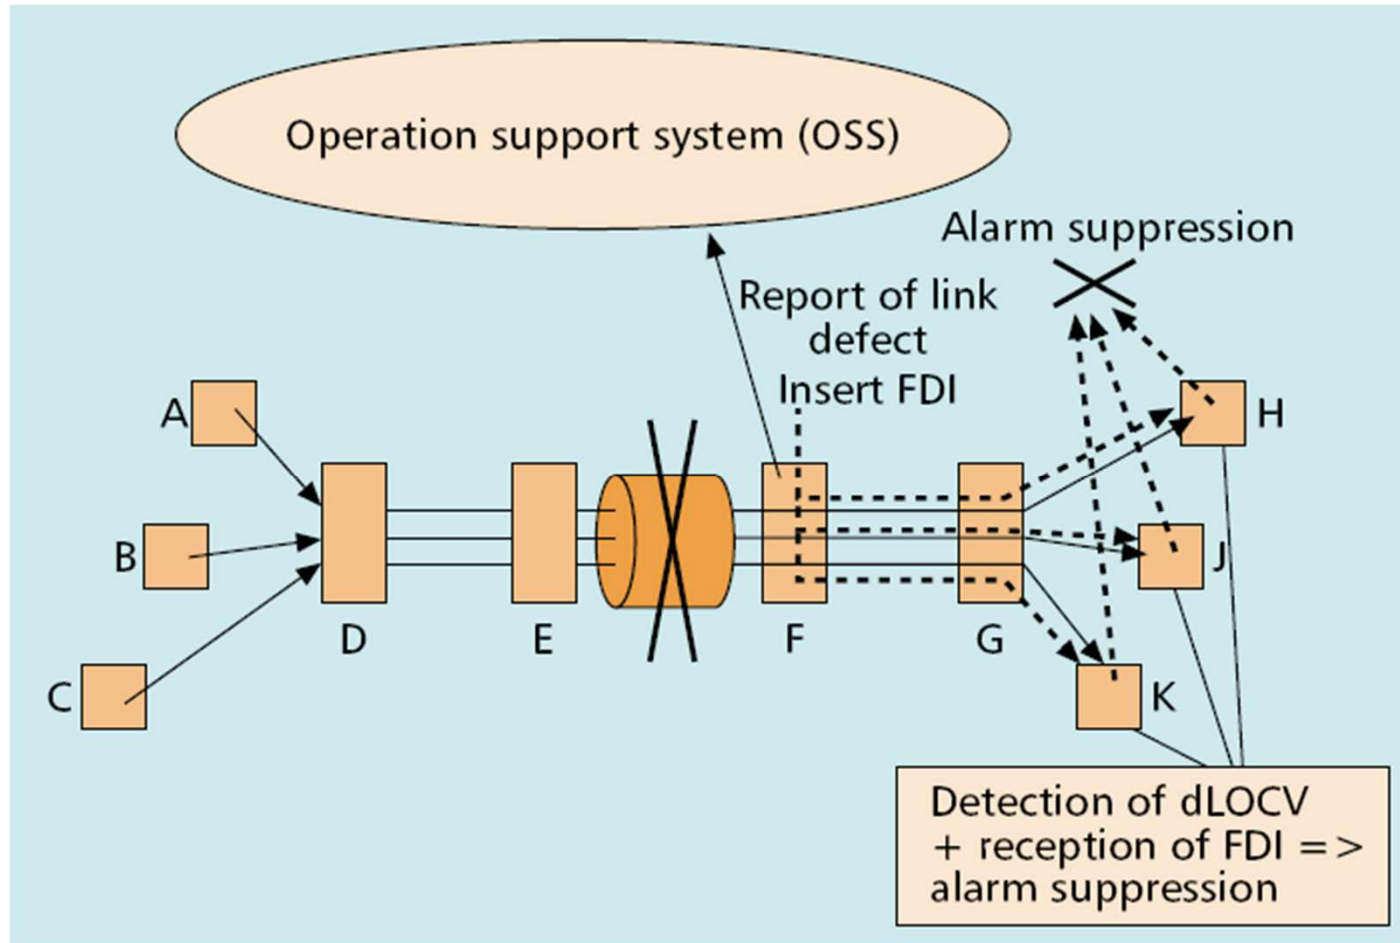 Operation support system (OSS)
Alarm suppression
Report of link
defect
Insert FDI
A
H
B
J
D
E
F
G
C
K
Detection of dLOCV
+ reception of FDI = >
alarm suppression